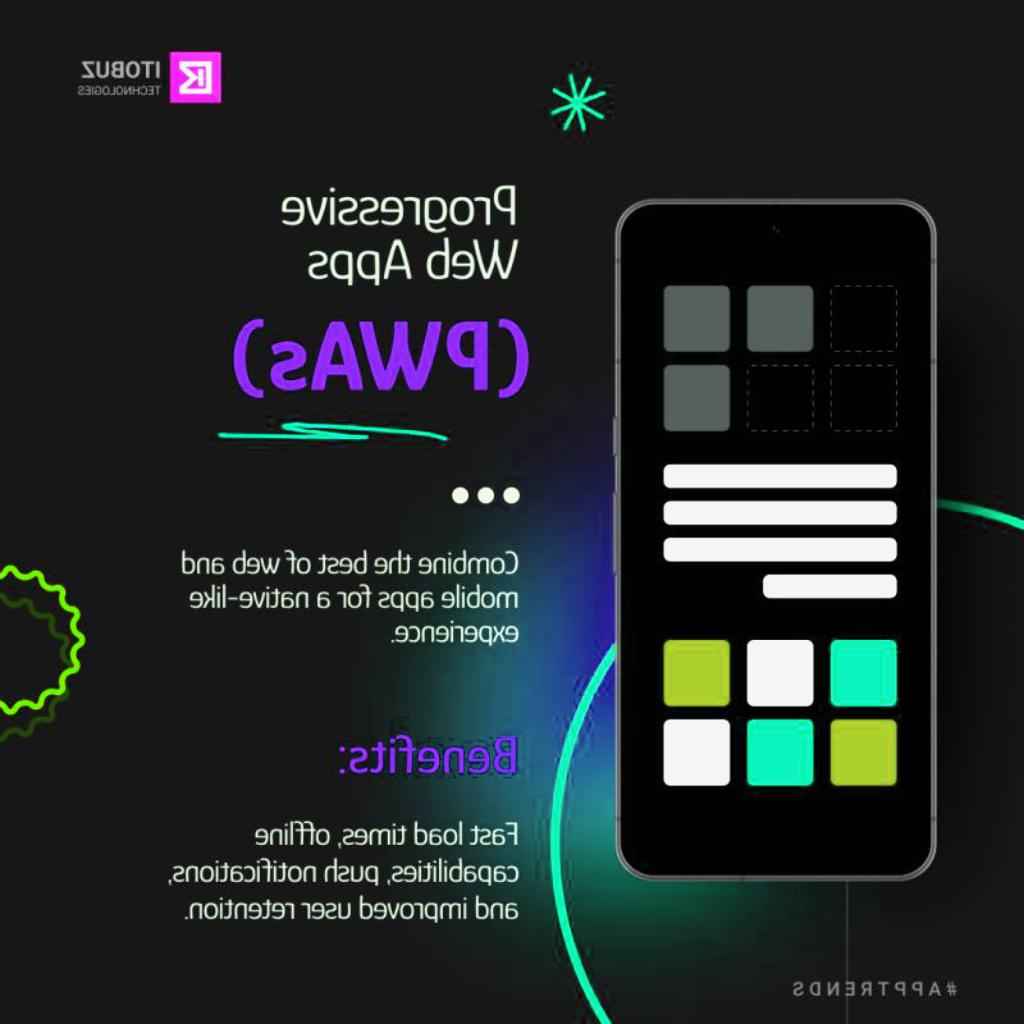 ITOBUZ
TECHNOLOGIES
Progressive
Web Apps
(PWAs)
Combine the best of web and
mobile apps for a native-like
experience.
Benefits:
Fast load times, offline
capabilities, push notifications,
and improved user retention.
#APPTRENDS